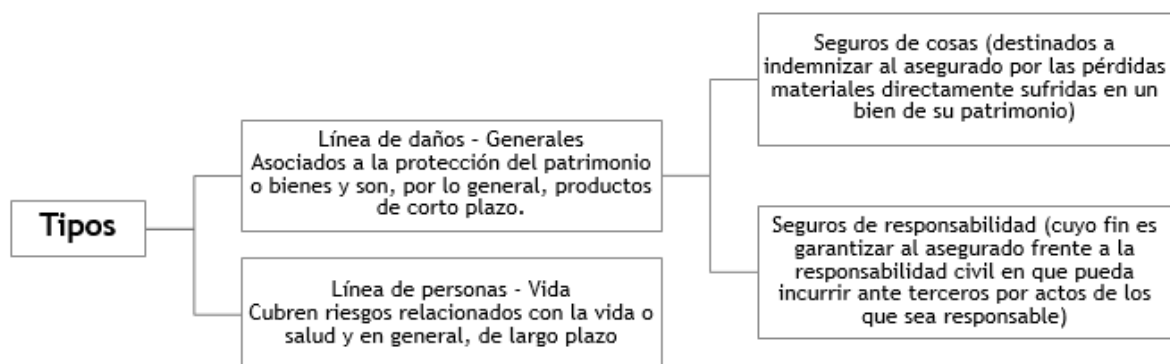 Tipos
Línea de daños - Generales
Asociados a la protección del patrimonio
o bienes y son, por lo general, productos
de corto plazo.
Línea de personas - Vida
Cubren riesgos relacionados con la vida o
salud y en general, de largo plazo
Seguros de cosas (destinados a
indemnizar al asegurado por las pérdidas
materiales directamente sufridas en un
bien de su patrimonio)
Seguros de responsabilidad (cuyo fin es
garantizar al asegurado frente a la
responsabilidad civil en que pueda
incurrir ante terceros por actos de los
que sea responsable)